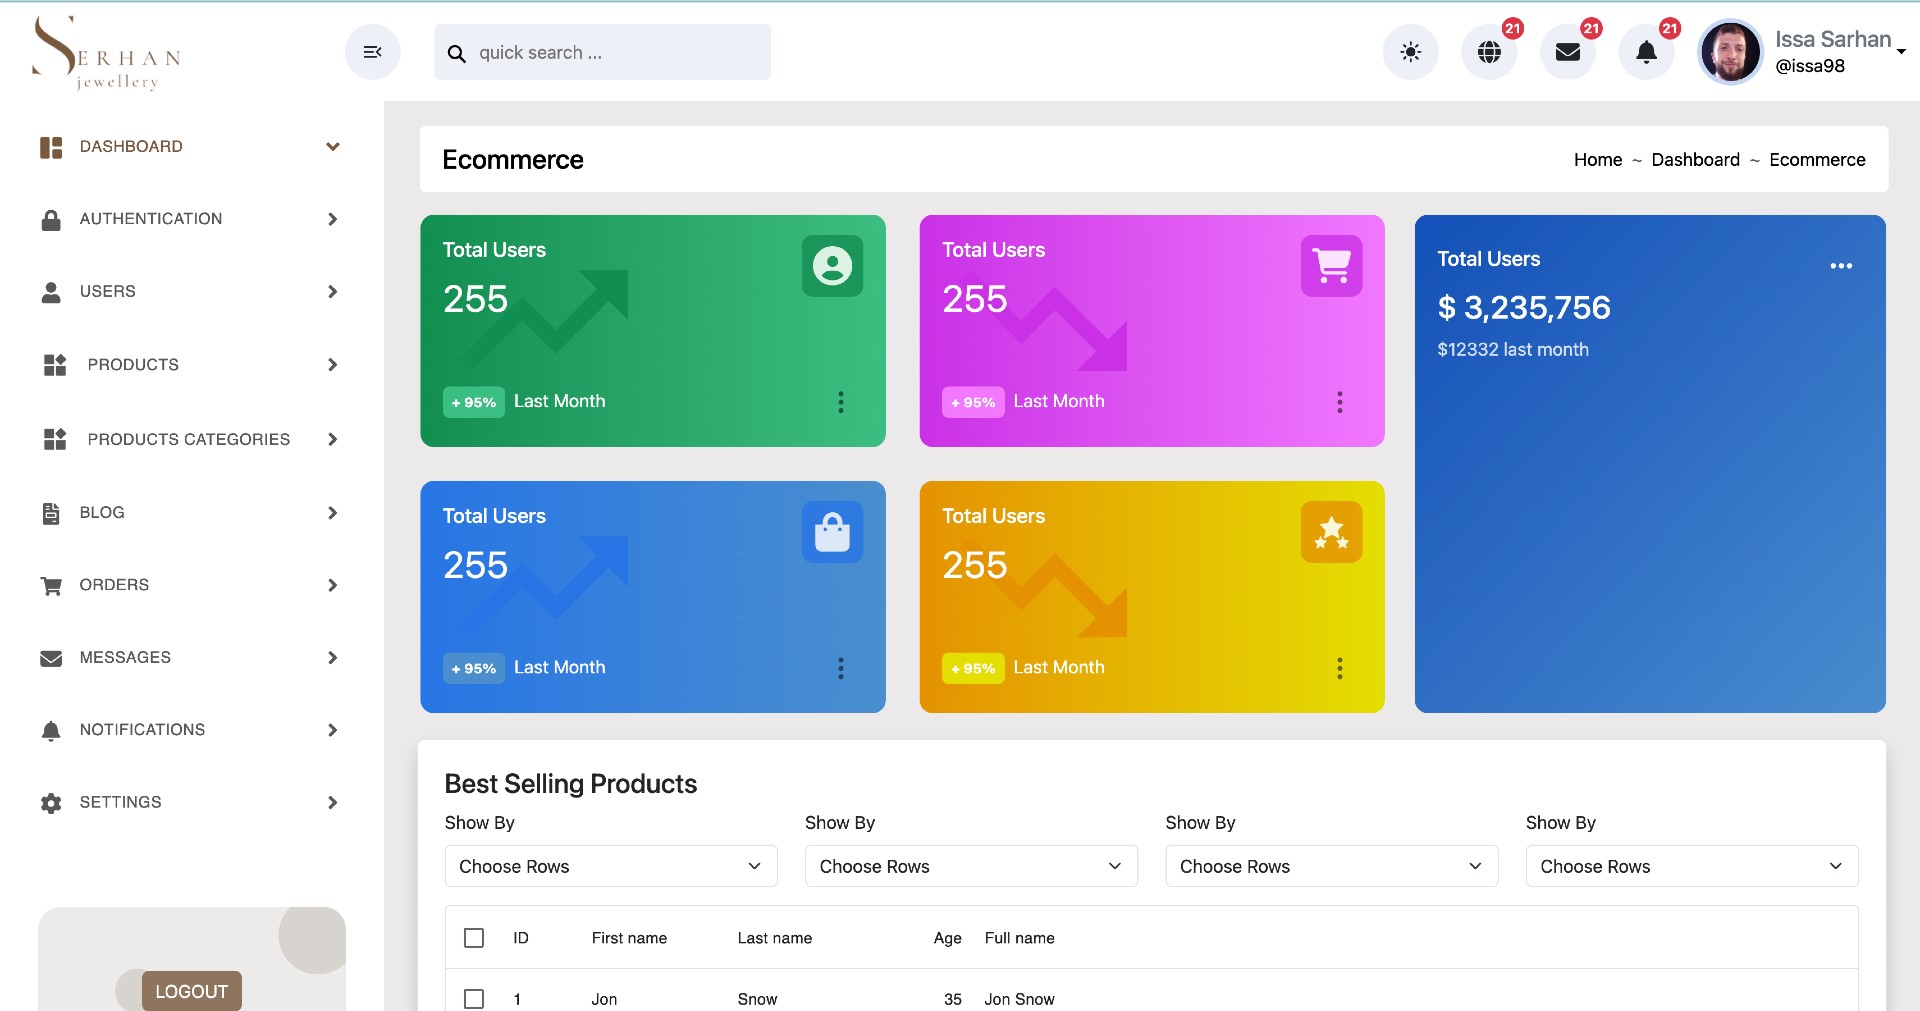 SERHAN
jewellery
quick search ...
21
21
21
Issa Sarhan
@issa98
DASHBOARD
AUTHENTICATION
USERS
PRODUCTS
PRODUCTS CATEGORIES
BLOG
ORDERS
MESSAGES
NOTIFICATIONS
SETTINGS
LOGOUT
Ecommerce
Home ~ Dashboard ~ Ecommerce
Total Users
255
+ 95% Last Month
Total Users
255
+ 95% Last Month
Total Users
$ 3,235,756
$12332 last month
Total Users
255
+ 95% Last Month
Total Users
255
+ 95% Last Month
Best Selling Products
Show By
Choose Rows
Show By
Choose Rows
Show By
Choose Rows
Show By
Choose Rows
ID First name Last name Age Full name
1 Jon Snow 35 Jon Snow